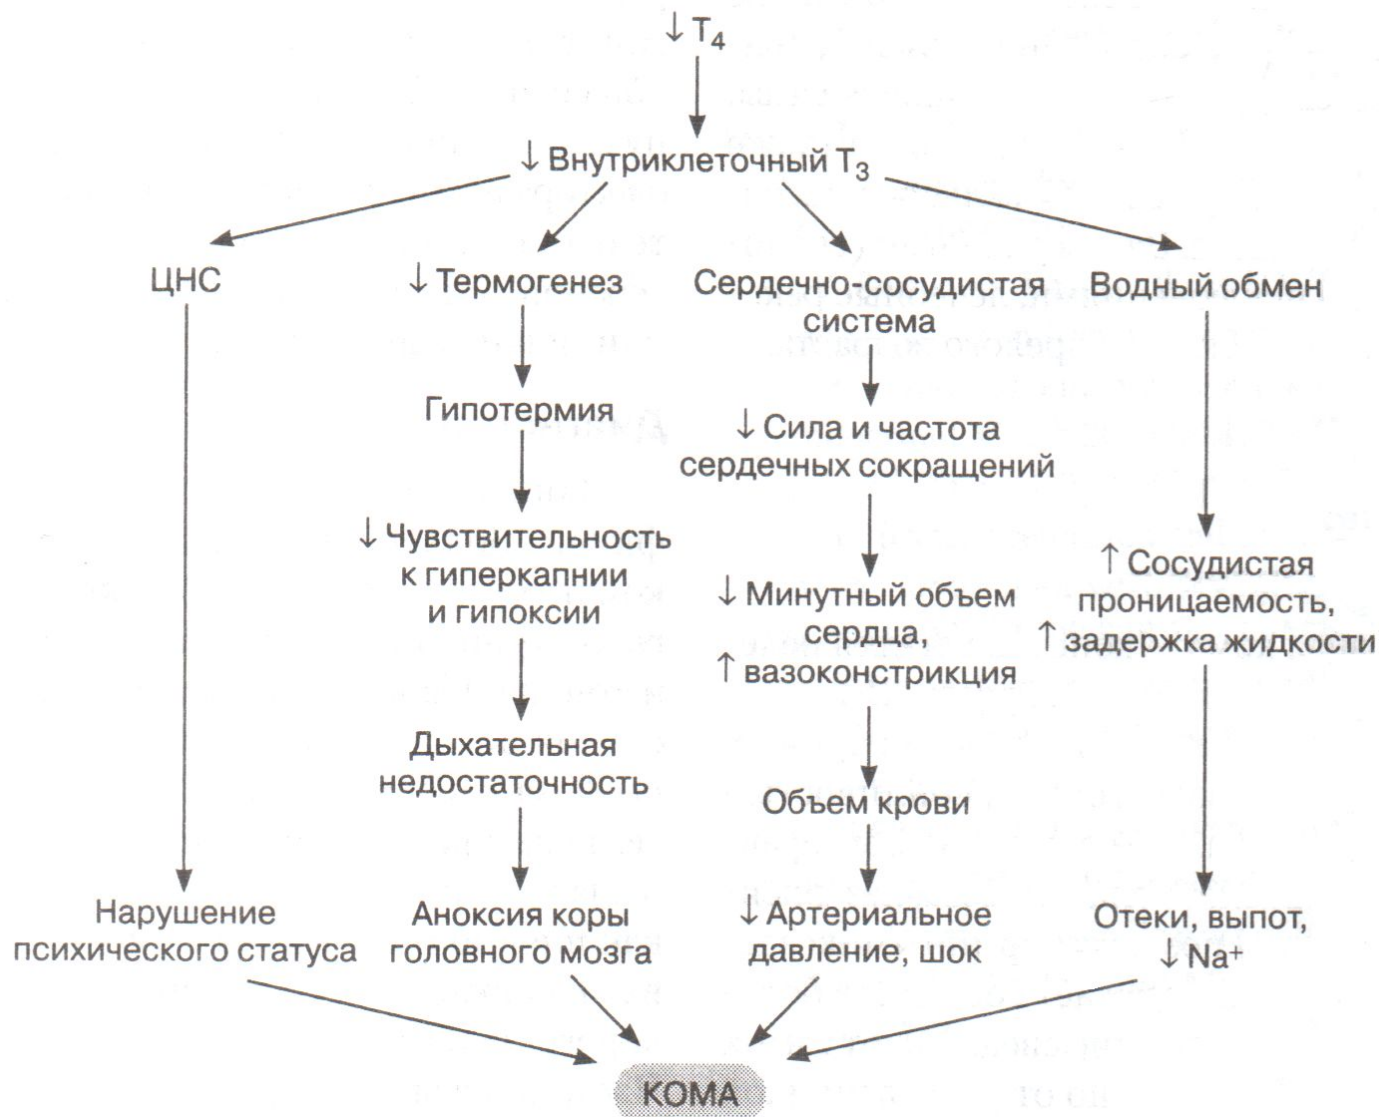 ↓ T₄
↓ Внутриклеточный T₃
ЦНС
↓ Термогенез
Сердечно-сосудистая
система
Водный обмен
Гипотермия
↓ Сила и частота
сердечных сокращений
↓ Чувствительность
к гиперкапнии
и гипоксии
↑ Сосудистая
проницаемость,
↑ задержка жидкости
↓ Минутный объем
сердца,
↑ вазоконстрикция
Дыхательная
недостаточность
Объем крови
Нарушение
психического статуса
Аноксия коры
головного мозга
↓ Артериальное
давление, шок
Отеки, выпот,
↓ Na⁺
КОМА